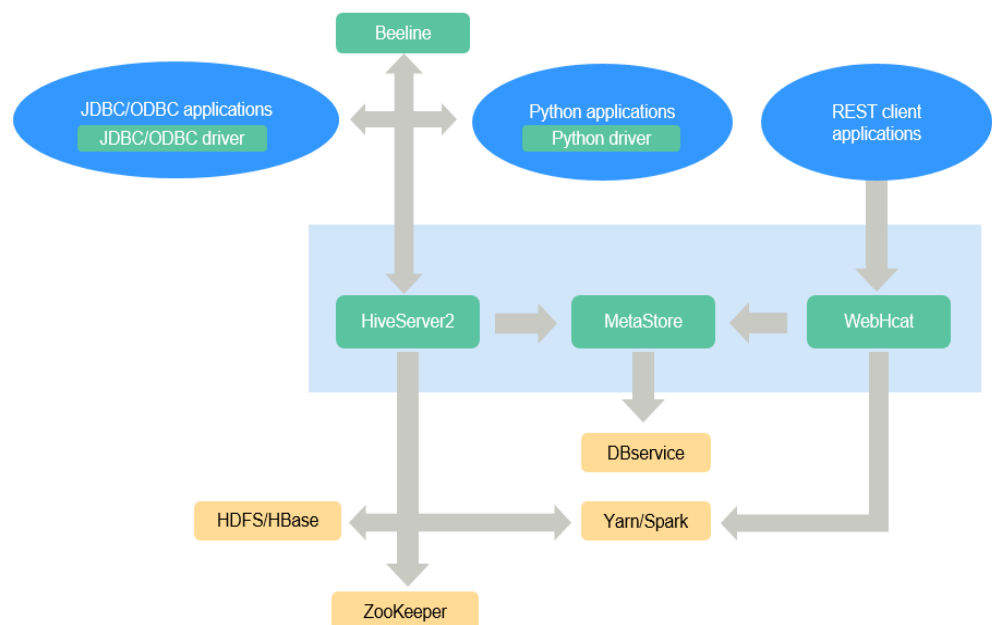 Beeline
JDBC/ODBC applications
JDBC/ODBC driver
Python applications
Python driver
REST client
applications
HiveServer2
MetaStore
WebHcat
DBservice
HDFS/HBase
Yarn/Spark
ZooKeeper